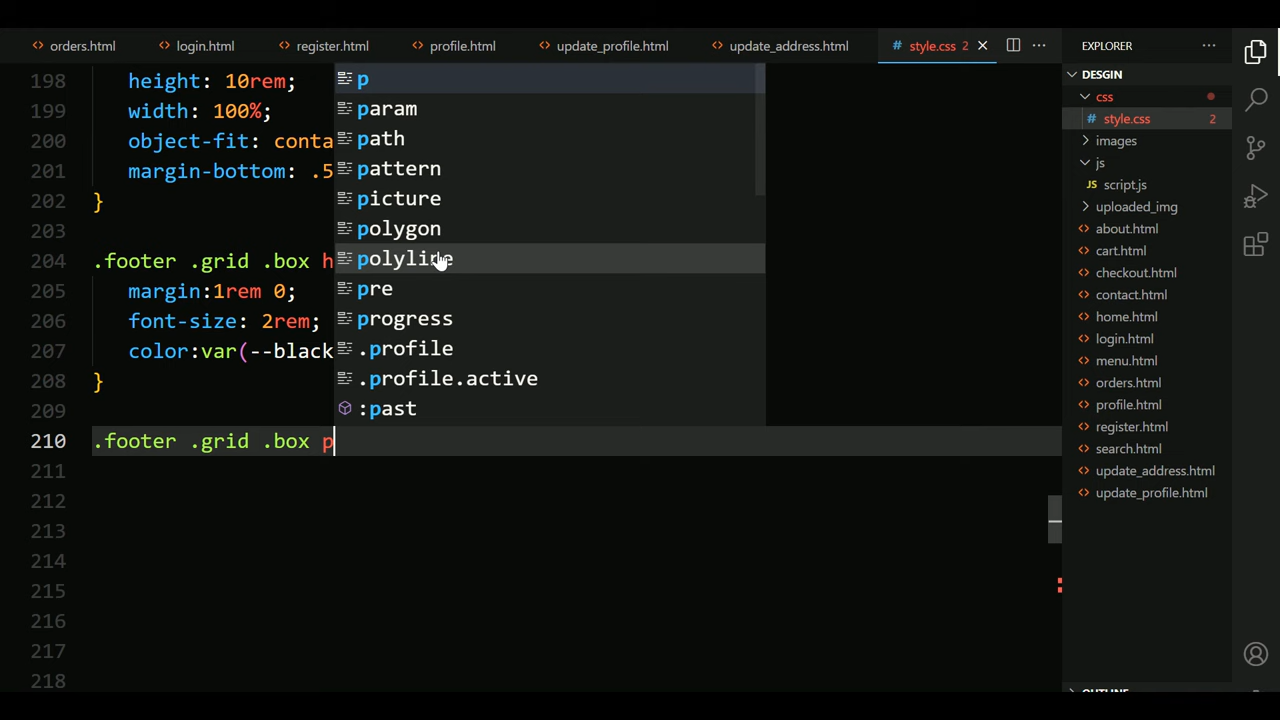 orders.html login.html register.html profile.html update_profile.html update_address.html # style.css 2 EXPLORER
198 height: 10rem;
199 width: 100%;
200 object-fit: conta
201 margin-bottom: .5
202 }
203
204 .footer .grid .box h
205 margin:1rem 0;
206 font-size: 2rem;
207 color:var(--black
208 }
209
210 .footer .grid .box p
211
212
213
214
215
216
217
218
p
param
path
pattern
picture
polygon
polyline
pre
progress
.profile
.profile.active
:past
DESGIN
css
# style.css 2
images
js
JS script.js
uploaded_img
about.html
cart.html
checkout.html
contact.html
home.html
login.html
menu.html
orders.html
profile.html
register.html
search.html
update_address.html
update_profile.html
OUTLINE